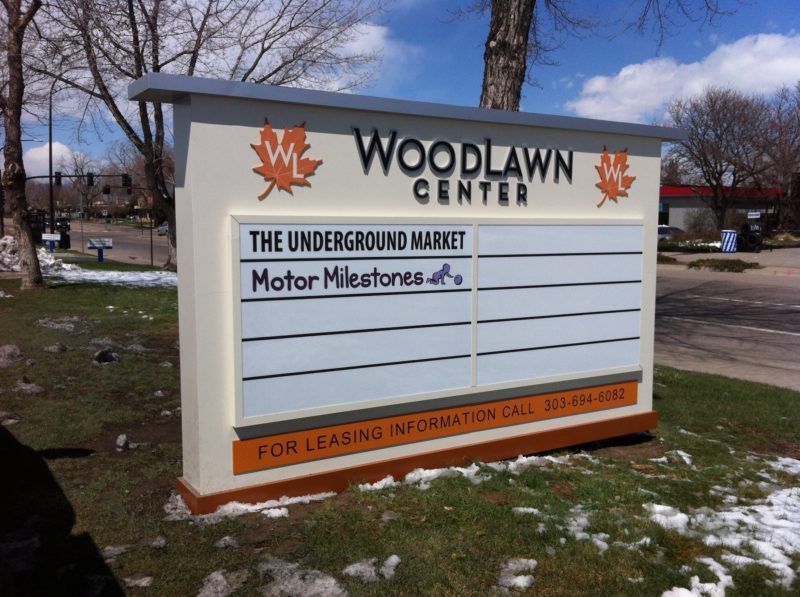 WL
WOODLAWN
CENTER
WL
THE UNDERGROUND MARKET
Motor Milestones
FOR LEASING INFORMATION CALL 303-694-6082